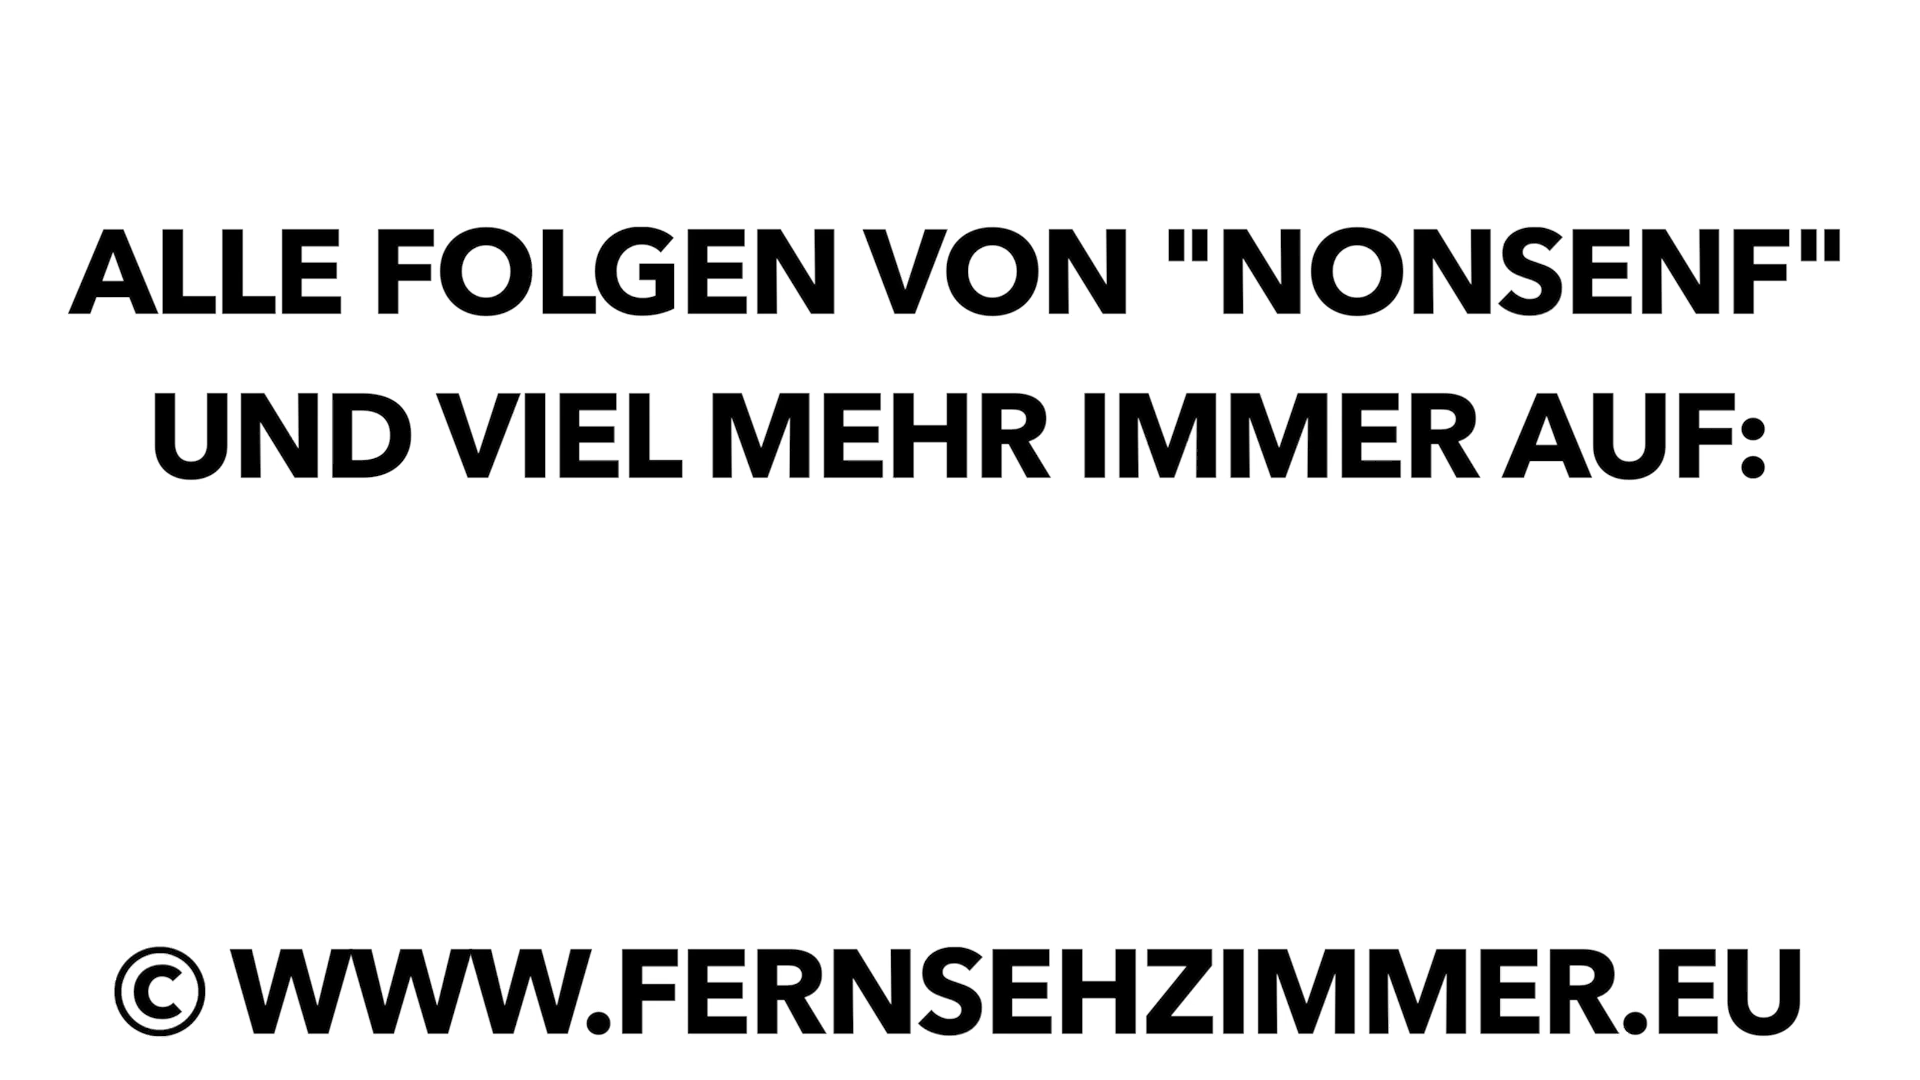 ALLE FOLGEN VON "NONSENF"
UND VIEL MEHR IMMER AUF:
© WWW.FERNSEHZIMMER.EU